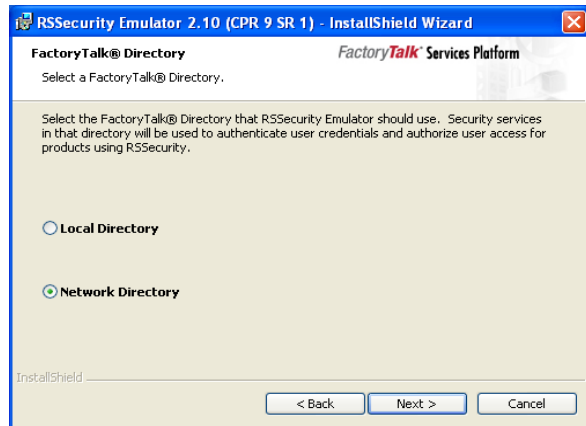 RSSecurity Emulator 2.10 (CPR 9 SR 1) - InstallShield Wizard
FactoryTalk® Directory
FactoryTalk® Services Platform
Select a FactoryTalk® Directory.
Select the FactoryTalk® Directory that RSSecurity Emulator should use. Security services
in that directory will be used to authenticate user credentials and authorize user access for
products using RSSecurity.
Local Directory
Network Directory
InstallShield
< Back
Next >
Cancel